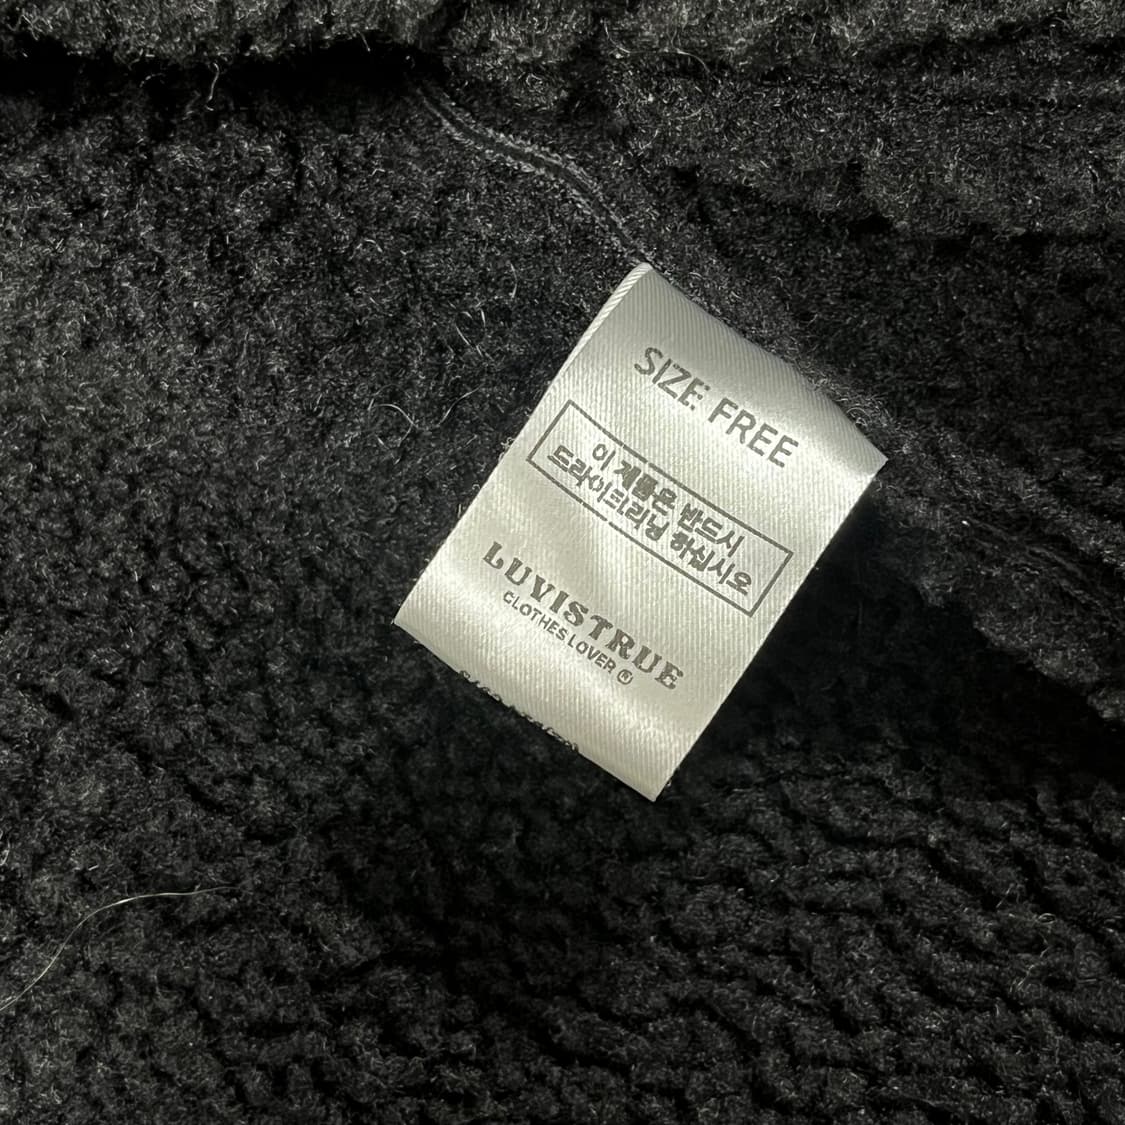 SIZE FREE
이 제품은 반드시
드라이크리닝 하십시오
LUVISTRUE
CLOTHES LOVER ®